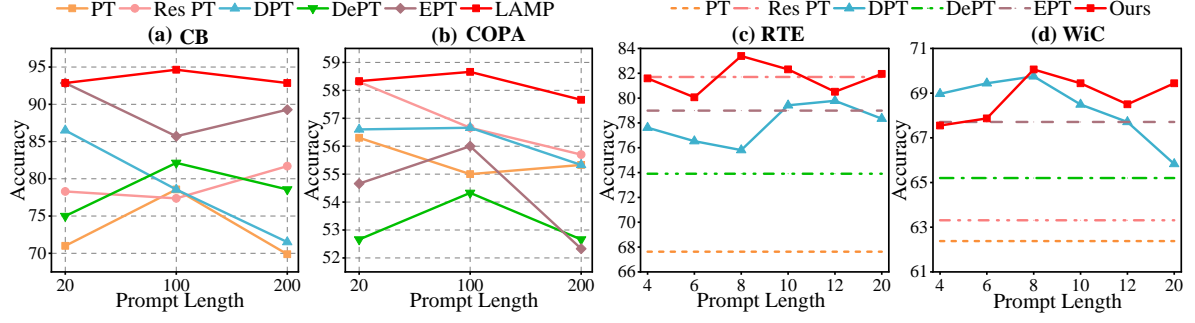 PT Res PT DPT DePT EPT LAMP
PT Res PT DPT DePT EPT Ours
(a) CB
Accuracy
95
90
85
80
75
70
20 100 200
Prompt Length
(b) COPA
Accuracy
59
58
57
56
55
54
53
52
20 100 200
Prompt Length
(c) RTE
Accuracy
84
82
80
78
76
74
72
70
68
66
4 6 8 10 12 20
Prompt Length
(d) WiC
Accuracy
71
69
67
65
63
61
4 6 8 10 12 20
Prompt Length